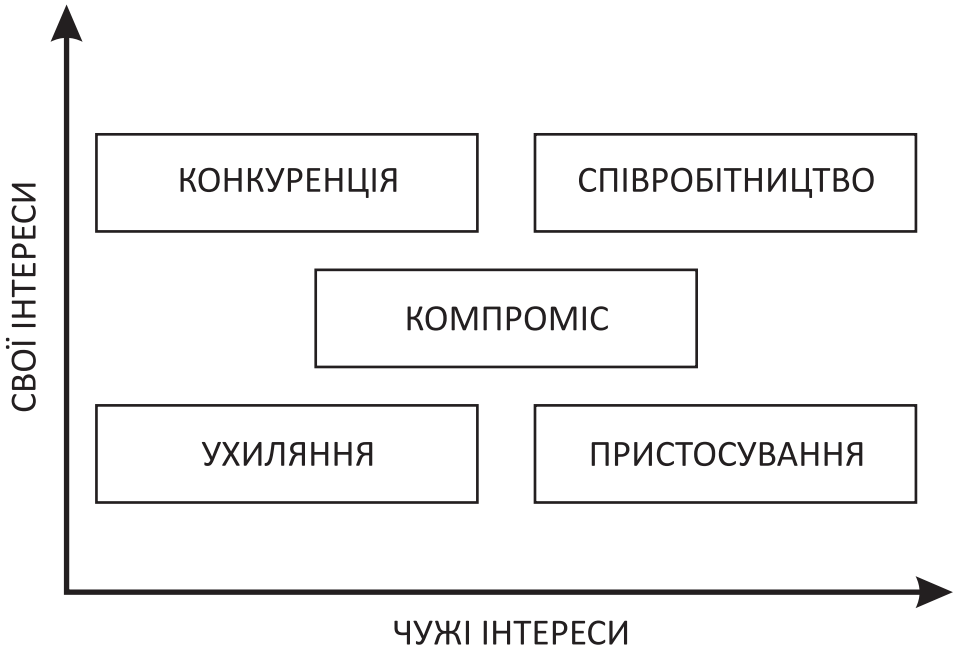 СВОЇ ІНТЕРЕСИ
КОНКУРЕНЦІЯ
СПІВРОБІТНИЦТВО
КОМПРОМІС
УХИЛЯННЯ
ПРИСТОСУВАННЯ
ЧУЖІ ІНТЕРЕСИ